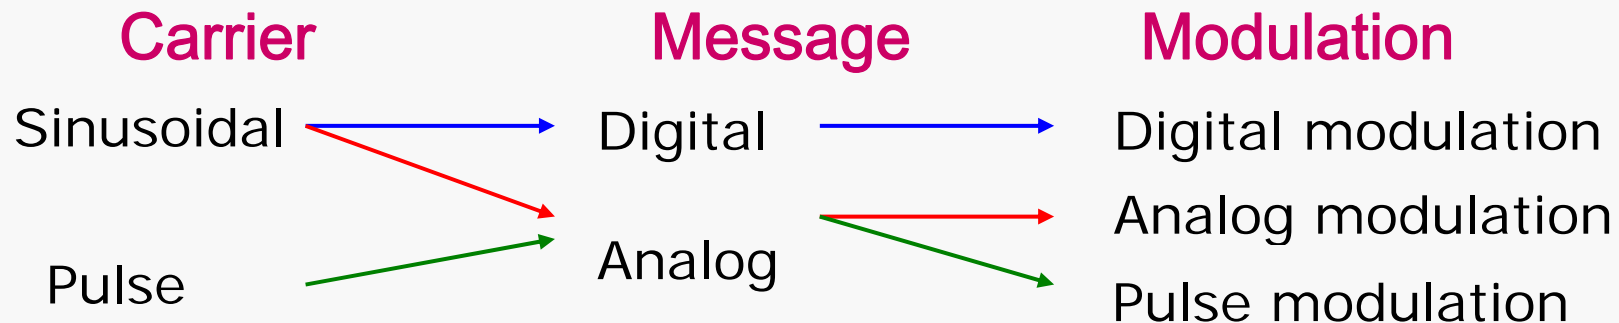 Carrier Message Modulation
Sinusoidal Digital Digital modulation
Analog modulation
Analog
Pulse Pulse modulation